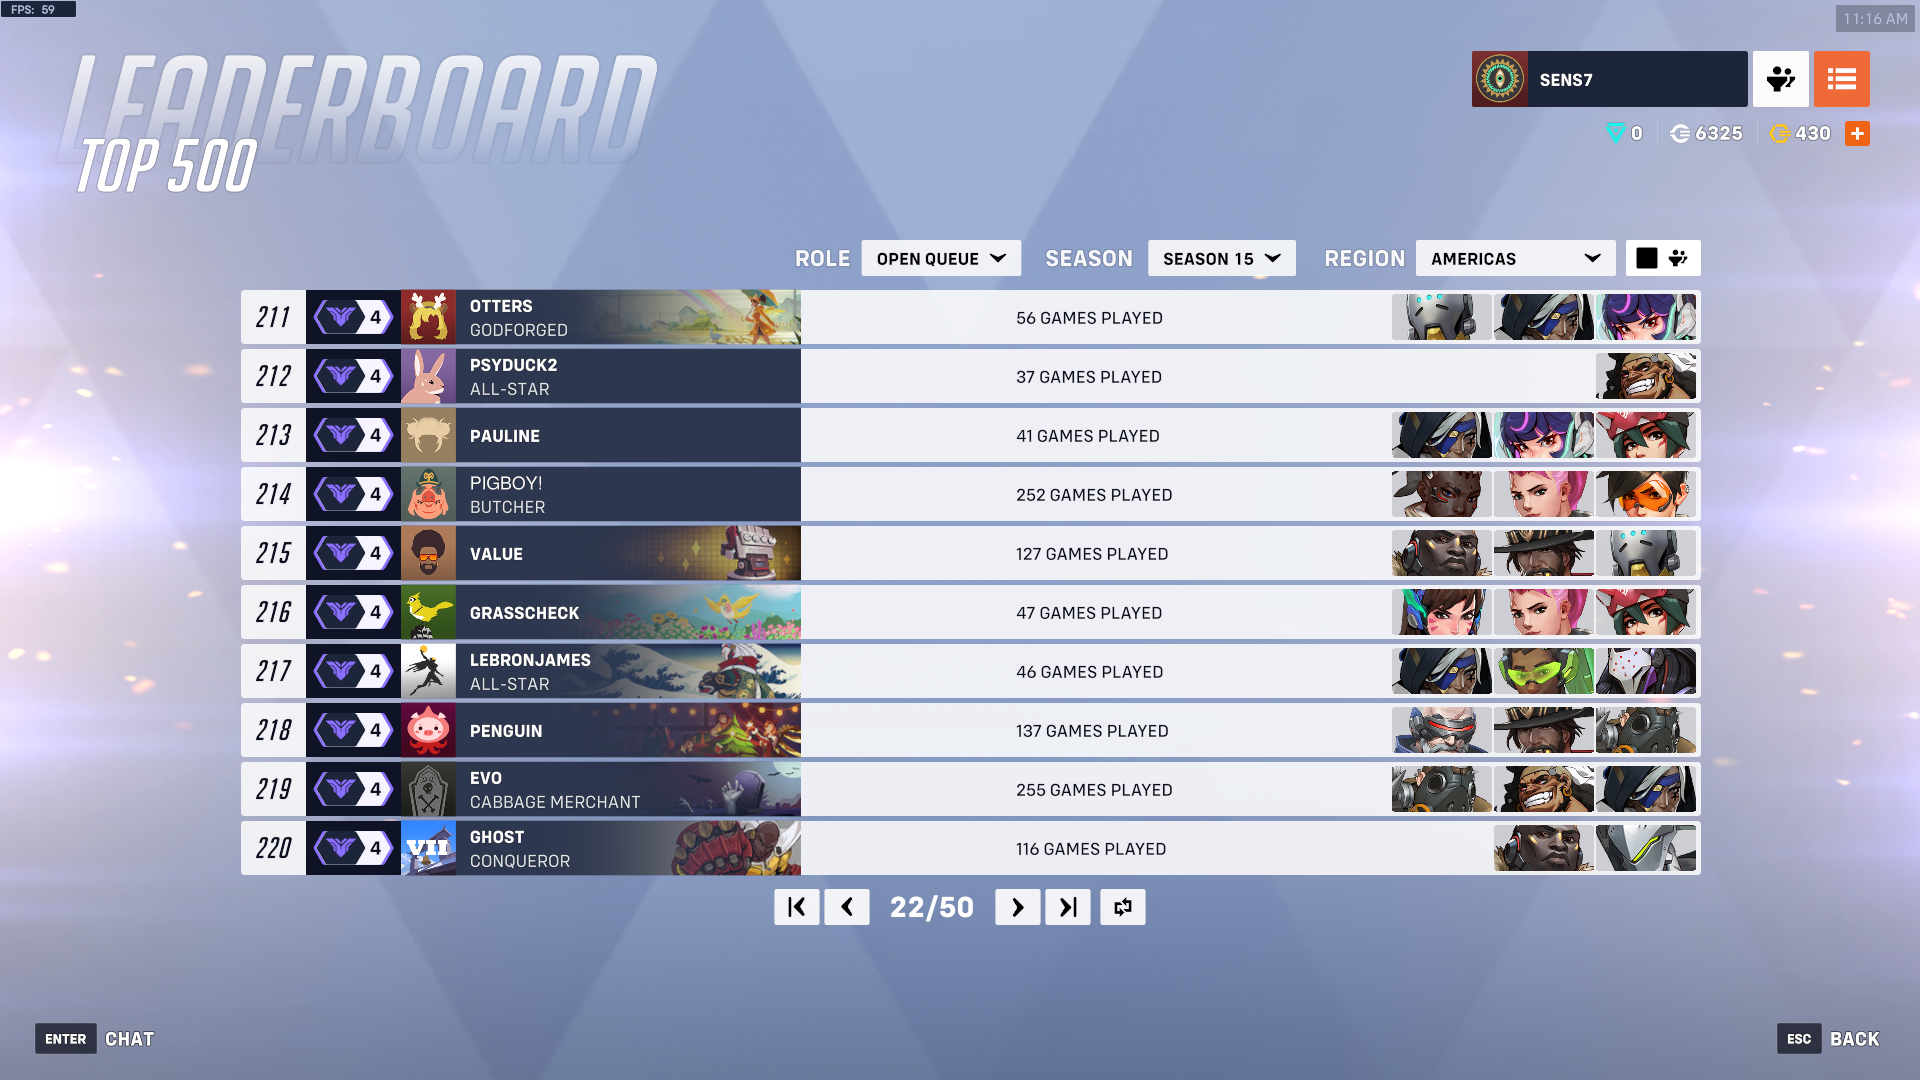 FPS: 59
11:16 AM
LEADERBOARD
TOP 500
SENS7
0 6325 430 +
ROLE OPEN QUEUE SEASON SEASON 15 REGION AMERICAS
211 4 OTTERS 56 GAMES PLAYED
GODFORGED
212 4 PSYDUCK2 37 GAMES PLAYED
ALL-STAR
213 4 PAULINE 41 GAMES PLAYED
214 4 PIGBOY! 252 GAMES PLAYED
BUTCHER
215 4 VALUE 127 GAMES PLAYED
216 4 GRASSCHECK 47 GAMES PLAYED
217 4 LEBRONJAMES 46 GAMES PLAYED
ALL-STAR
218 4 PENGUIN 137 GAMES PLAYED
219 4 EVO 255 GAMES PLAYED
CABBAGE MERCHANT
220 4 VII GHOST 116 GAMES PLAYED
CONQUEROR
22/50
ENTER CHAT
ESC BACK